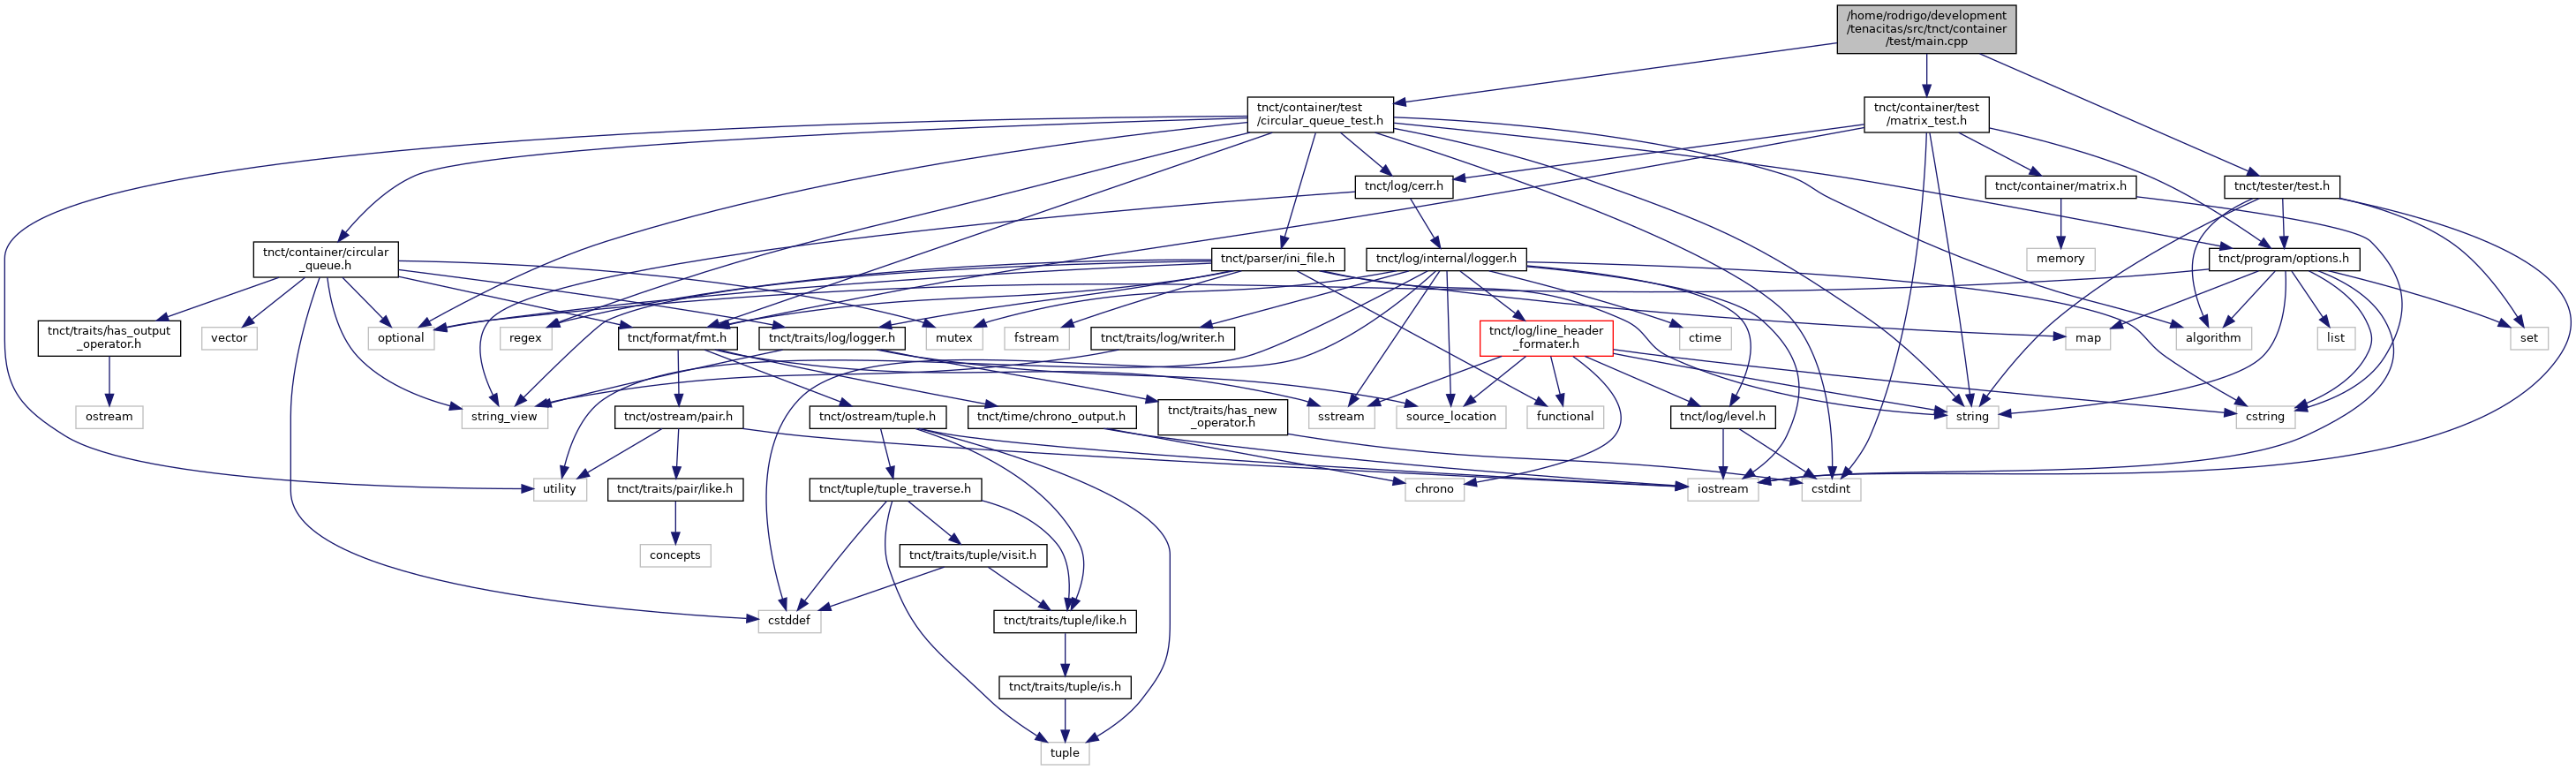 /home/rodrigo/development
/tenacitas/src/tnct/container
/test/main.cpp
tnct/container/test
/circular_queue_test.h
tnct/container/test
/matrix_test.h
tnct/log/cerr.h
tnct/container/matrix.h
tnct/tester/test.h
tnct/container/circular
_queue.h
tnct/parser/ini_file.h
tnct/log/internal/logger.h
memory
tnct/program/options.h
tnct/traits/has_output
_operator.h
vector
optional
regex
tnct/format/fmt.h
tnct/traits/log/logger.h
mutex
fstream
tnct/traits/log/writer.h
tnct/log/line_header
_formater.h
ctime
map
algorithm
list
set
ostream
string_view
tnct/ostream/pair.h
tnct/ostream/tuple.h
tnct/time/chrono_output.h
tnct/traits/has_new
_operator.h
sstream
source_location
functional
tnct/log/level.h
string
cstring
utility
tnct/traits/pair/like.h
tnct/tuple/tuple_traverse.h
chrono
iostream
cstdint
concepts
tnct/traits/tuple/visit.h
cstddef
tnct/traits/tuple/like.h
tnct/traits/tuple/is.h
tuple